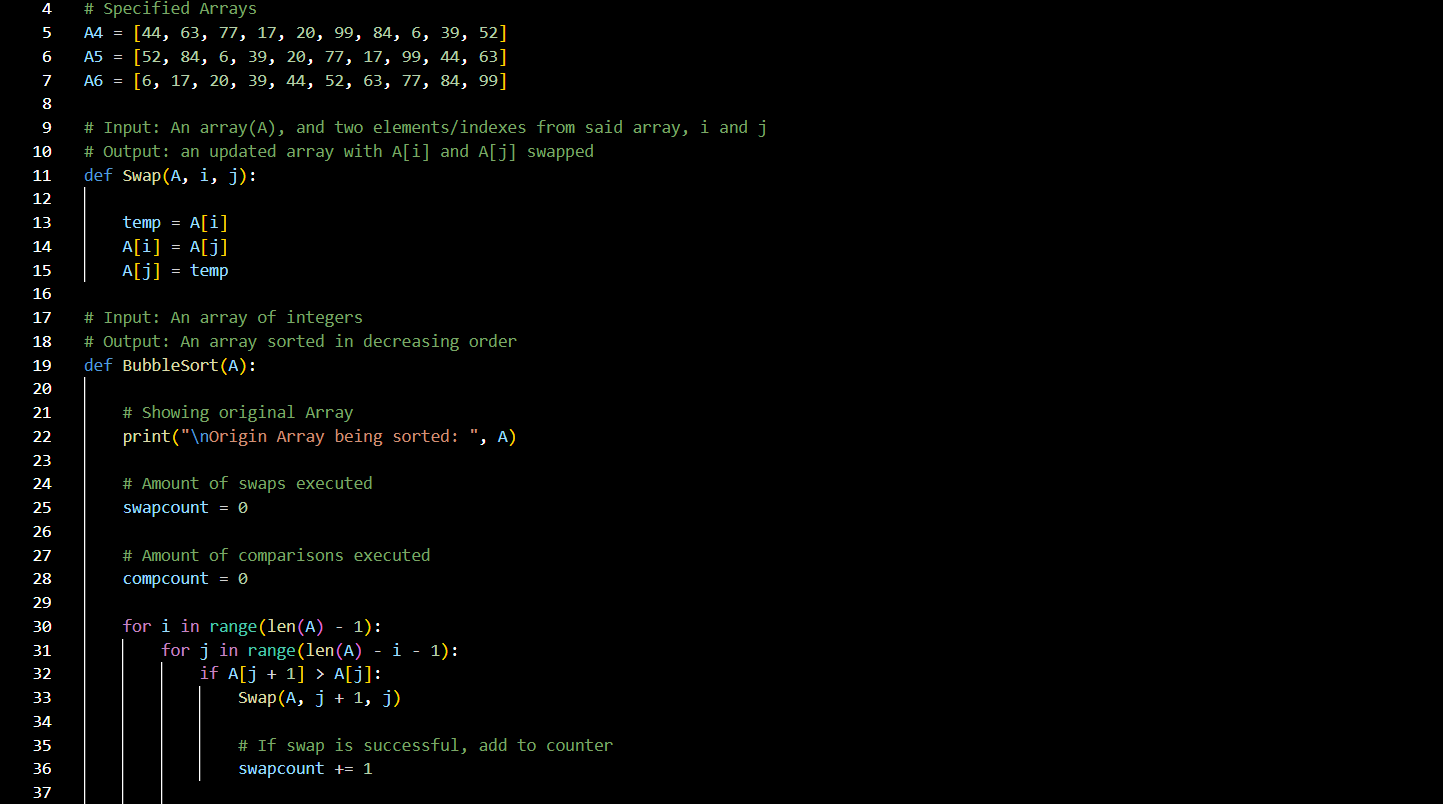 4 # Specified Arrays
5 A4 = [44, 63, 77, 17, 20, 99, 84, 6, 39, 52]
6 A5 = [52, 84, 6, 39, 20, 77, 17, 99, 44, 63]
7 A6 = [6, 17, 20, 39, 44, 52, 63, 77, 84, 99]
8
9 # Input: An array(A), and two elements/indexes from said array, i and j
10 # Output: an updated array with A[i] and A[j] swapped
11 def Swap(A, i, j):
12
13 temp = A[i]
14 A[i] = A[j]
15 A[j] = temp
16
17 # Input: An array of integers
18 # Output: An array sorted in decreasing order
19 def BubbleSort(A):
20
21 # Showing original Array
22 print("\nOrigin Array being sorted: ", A)
23
24 # Amount of swaps executed
25 swapcount = 0
26
27 # Amount of comparisons executed
28 compcount = 0
29
30 for i in range(len(A) - 1):
31 for j in range(len(A) - i - 1):
32 if A[j + 1] > A[j]:
33 Swap(A, j + 1, j)
34
35 # If swap is successful, add to counter
36 swapcount += 1
37